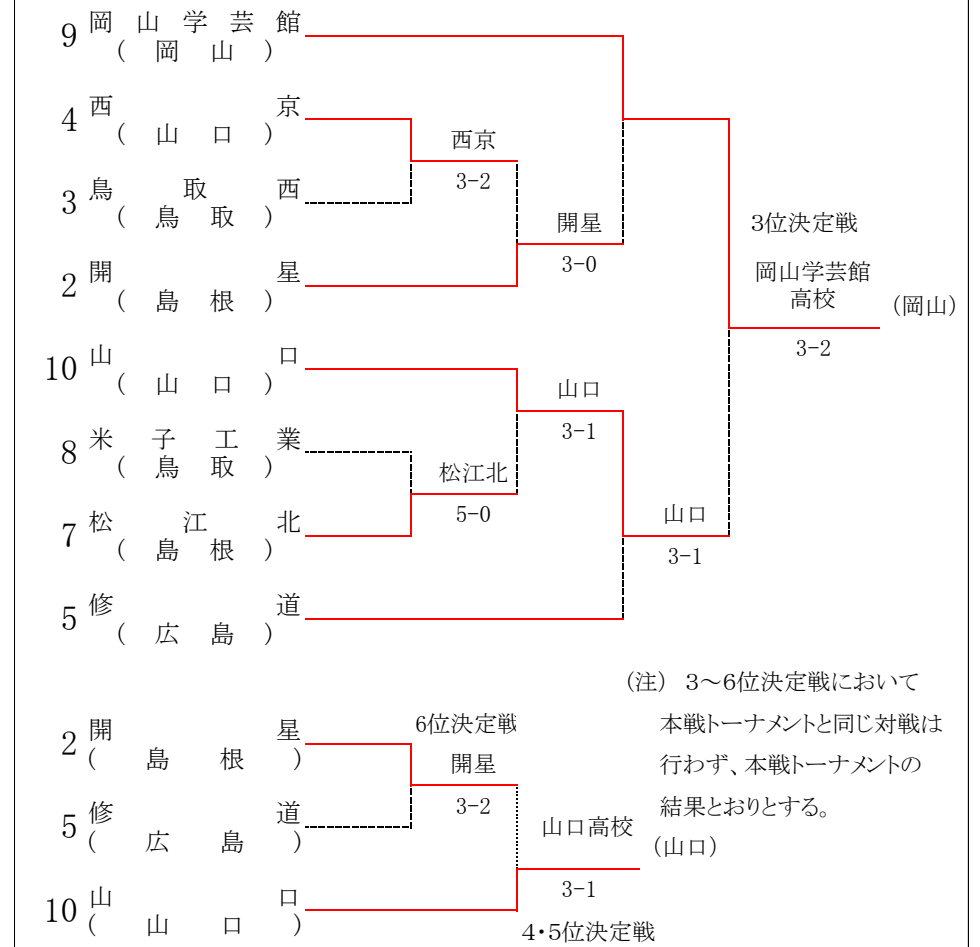 9 岡山学芸館
(岡山)
4 西京
(山口)
西京
3-2
3 鳥取西
(鳥取)
開星
3-0
2 開星
(島根)
3位決定戦
岡山学芸館
高校
(岡山)
3-2
10 山口
(山口)
山口
3-1
8 米子工業
(鳥取)
松江北
5-0
7 松江北
(島根)
山口
3-1
5 修道
(広島)
(注) 3~6位決定戦において
本戦トーナメントと同じ対戦は
行わず、本戦トーナメントの
結果とおりとする。
2 開星
(島根)
6位決定戦
開星
3-2
5 修道
(広島)
山口高校
(山口)
3-1
10 山口
(山口)
4・5位決定戦